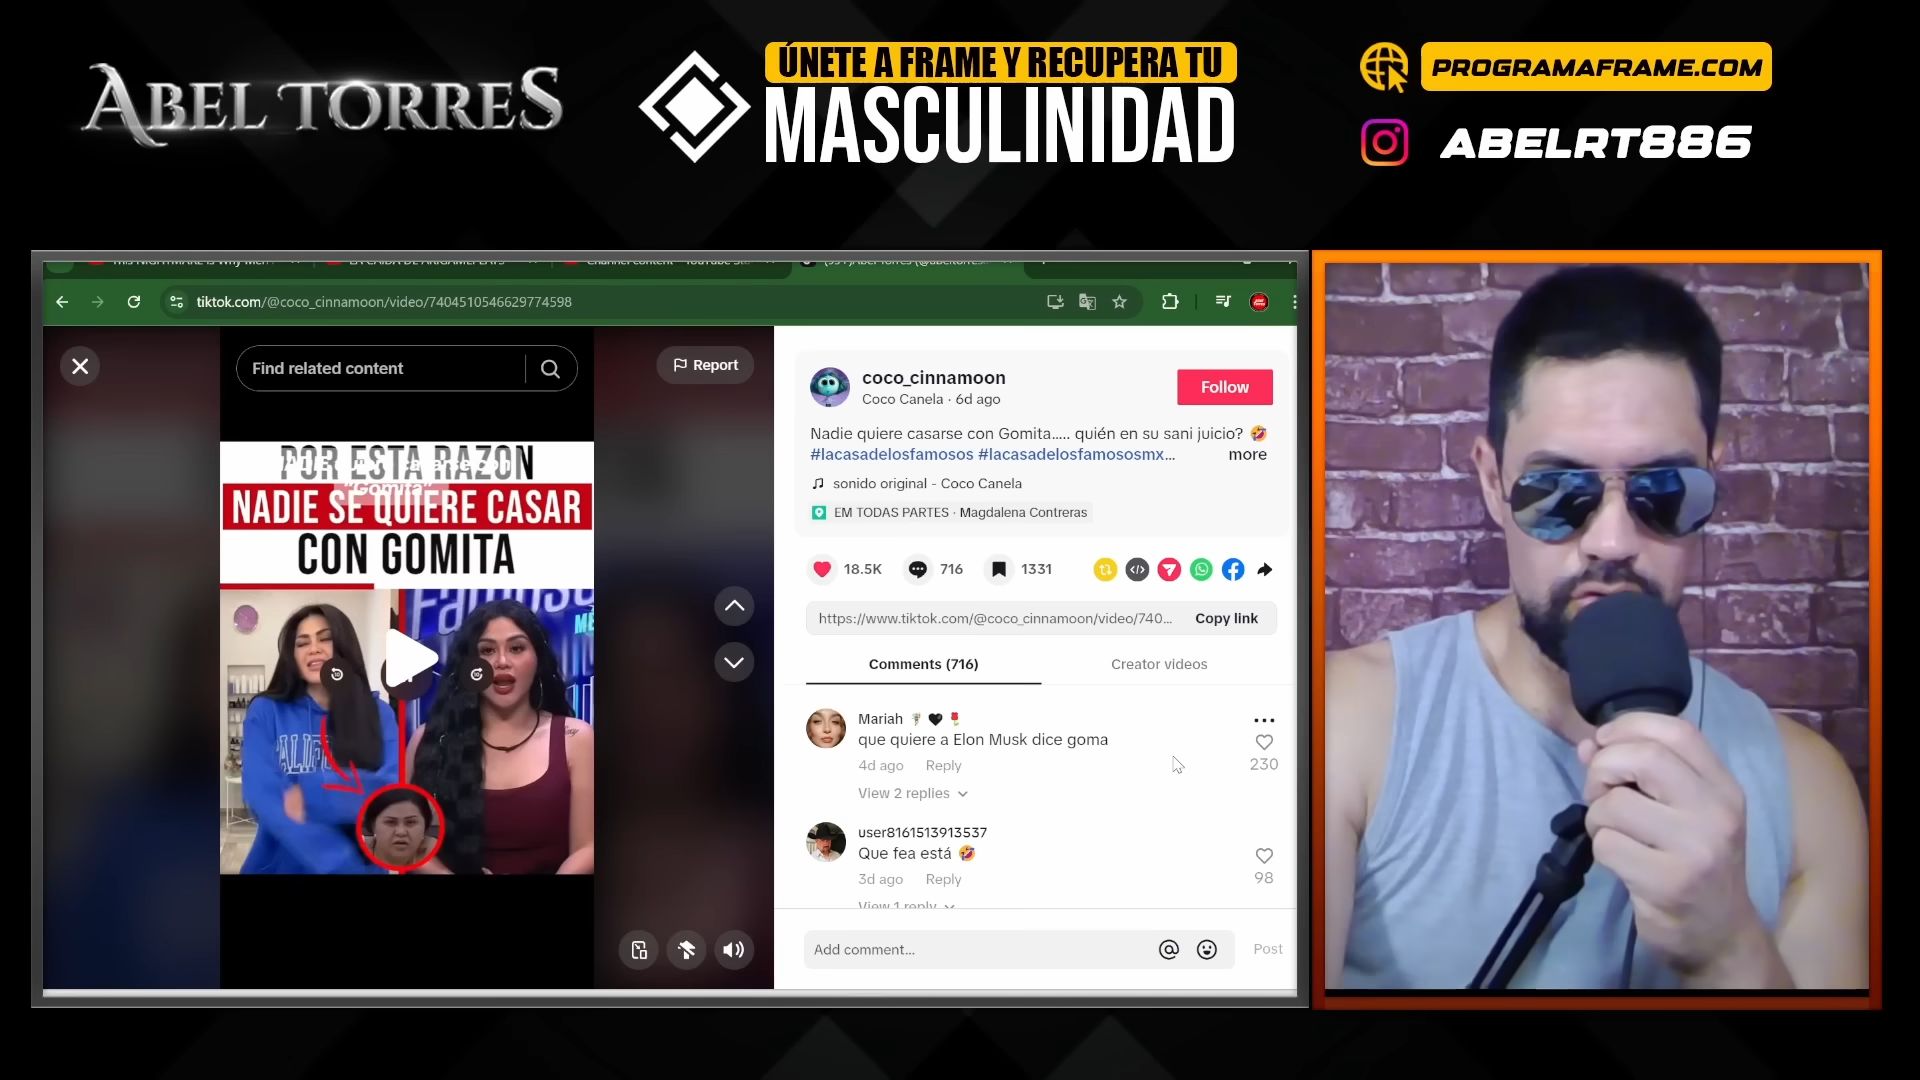 ABEL TORRES
ÚNETE A FRAME Y RECUPERA TU
MASCULINIDAD
PROGRAMAFRAME.COM
ABELRT886
tiktok.com/@coco_cinnamoon/video/7404510546629774598
Find related content
Report
POR ESTA RAZON
"Gomita"
NADIE SE QUIERE CASAR
CON GOMITA
Famosos
coco_cinnamoon
Coco Canela · 6d ago
Follow
Nadie quiere casarse con Gomita..... quién en su sani juicio? 🤣
#lacasadelosfamosos #lacasadelosfamososmx...
more
sonido original - Coco Canela
EM TODAS PARTES · Magdalena Contreras
18.5K
716
1331
https://www.tiktok.com/@coco_cinnamoon/video/740...
Copy link
Comments (716)
Creator videos
Mariah
que quiere a Elon Musk dice goma
4d ago Reply
230
View 2 replies
user8161513913537
Que fea está 🤣
3d ago Reply
98
View 1 reply
Add comment...
Post